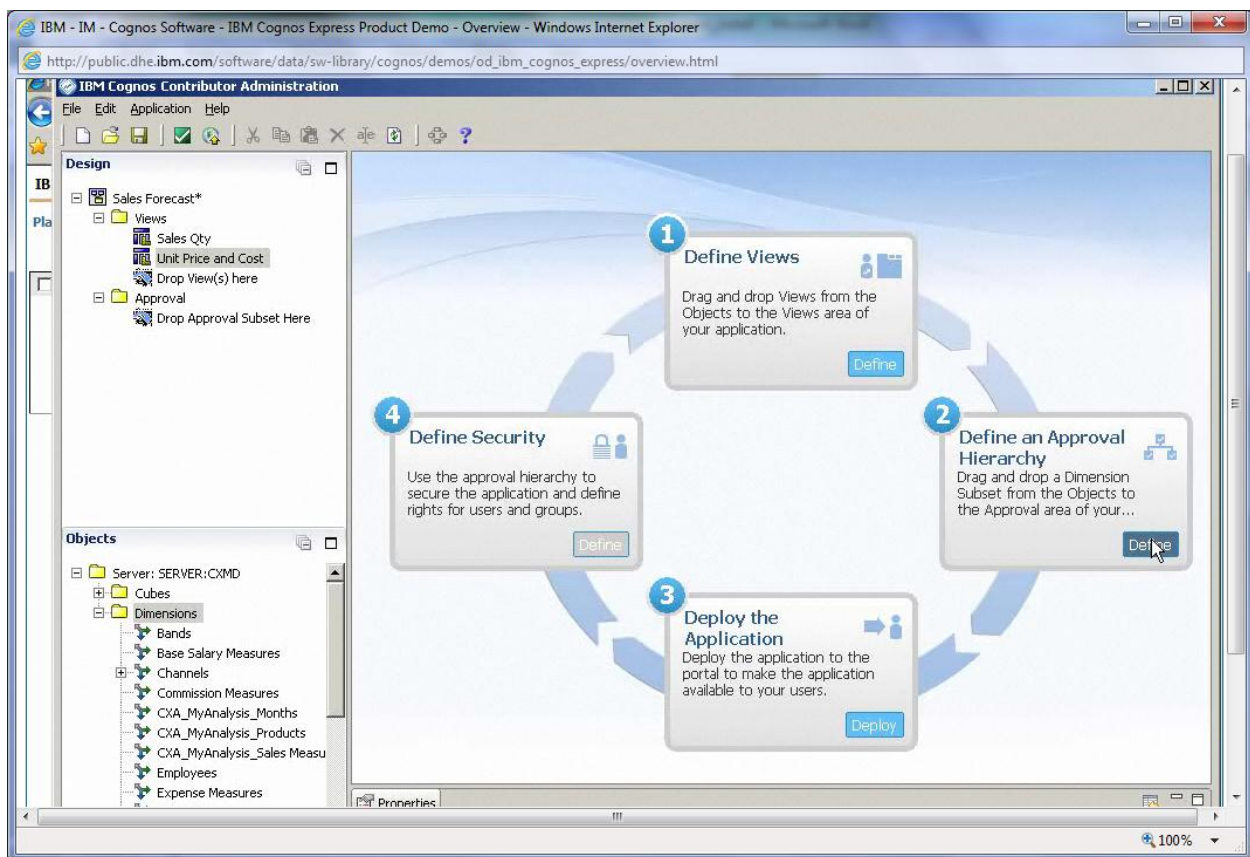 IBM - IM - Cognos Software - IBM Cognos Express Product Demo - Overview - Windows Internet Explorer
http://public.dhe.ibm.com/software/data/sw-library/cognos/demos/od_ibm_cognos_express/overview.html
IBM Cognos Contributor Administration
File Edit Application Help
IB
Pla
Design
Sales Forecast*
Views
Sales Qty
Unit Price and Cost
Drop View(s) here
Approval
Drop Approval Subset Here
Objects
Server: SERVER:CXMD
Cubes
Dimensions
Bands
Base Salary Measures
Channels
Commission Measures
CXA_MyAnalysis_Months
CXA_MyAnalysis_Products
CXA_MyAnalysis_Sales Measu
Employees
Expense Measures
1
Define Views
Drag and drop Views from the
Objects to the Views area of
your application.
Define
2
Define an Approval
Hierarchy
Drag and drop a Dimension
Subset from the Objects to
the Approval area of your...
Define
3
Deploy the
Application
Deploy the application to the
portal to make the application
available to your users.
Deploy
4
Define Security
Use the approval hierarchy to
secure the application and define
rights for users and groups.
Define
Properties
100%